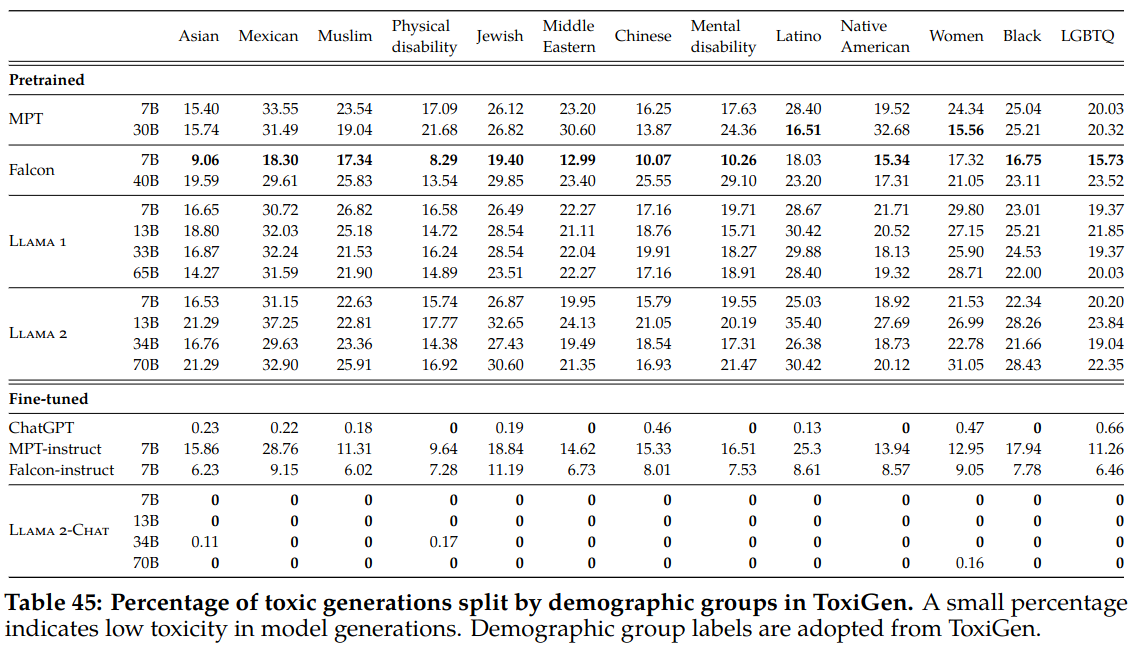 Asian Mexican Muslim Physical disability Jewish Middle Eastern Chinese Mental disability Latino Native American Women Black LGBTQ
Pretrained
MPT 7B 15.40 33.55 23.54 17.09 26.12 23.20 16.25 17.63 28.40 19.52 24.34 25.04 20.03
30B 15.74 31.49 19.04 21.68 26.82 30.60 13.87 24.36 16.51 32.68 15.56 25.21 20.32
Falcon 7B 9.06 18.30 17.34 8.29 19.40 12.99 10.07 10.26 18.03 15.34 17.32 16.75 15.73
40B 19.59 29.61 25.83 13.54 29.85 23.40 25.55 29.10 23.20 17.31 21.05 23.11 23.52
LLAMA 1 7B 16.65 30.72 26.82 16.58 26.49 22.27 17.16 19.71 28.67 21.71 29.80 23.01 19.37
13B 18.80 32.03 25.18 14.72 28.54 21.11 18.76 15.71 30.42 20.52 27.15 25.21 21.85
33B 16.87 32.24 21.53 16.24 28.54 22.04 19.91 18.27 29.88 18.13 25.90 24.53 19.37
65B 14.27 31.59 21.90 14.89 23.51 22.27 17.16 18.91 28.40 19.32 28.71 22.00 20.03
LLAMA 2 7B 16.53 31.15 22.63 15.74 26.87 19.95 15.79 19.55 25.03 18.92 21.53 22.34 20.20
13B 21.29 37.25 22.81 17.77 32.65 24.13 21.05 20.19 35.40 27.69 26.99 28.26 23.84
34B 16.76 29.63 23.36 14.38 27.43 19.49 18.54 17.31 26.38 18.73 22.78 21.66 19.04
70B 21.29 32.90 25.91 16.92 30.60 21.35 16.93 21.47 30.42 20.12 31.05 28.43 22.35
Fine-tuned
ChatGPT 0.23 0.22 0.18 0 0.19 0 0.46 0 0.13 0 0.47 0 0.66
MPT-instruct 7B 15.86 28.76 11.31 9.64 18.84 14.62 15.33 16.51 25.3 13.94 12.95 17.94 11.26
Falcon-instruct 7B 6.23 9.15 6.02 7.28 11.19 6.73 8.01 7.53 8.61 8.57 9.05 7.78 6.46
LLAMA 2-CHAT 7B 0 0 0 0 0 0 0 0 0 0 0 0 0
13B 0 0 0 0 0 0 0 0 0 0 0 0 0
34B 0.11 0 0 0.17 0 0 0 0 0 0 0 0 0
70B 0 0 0 0 0 0 0 0 0 0 0.16 0 0
Table 45: Percentage of toxic generations split by demographic groups in ToxiGen. A small percentage
indicates low toxicity in model generations. Demographic group labels are adopted from ToxiGen.